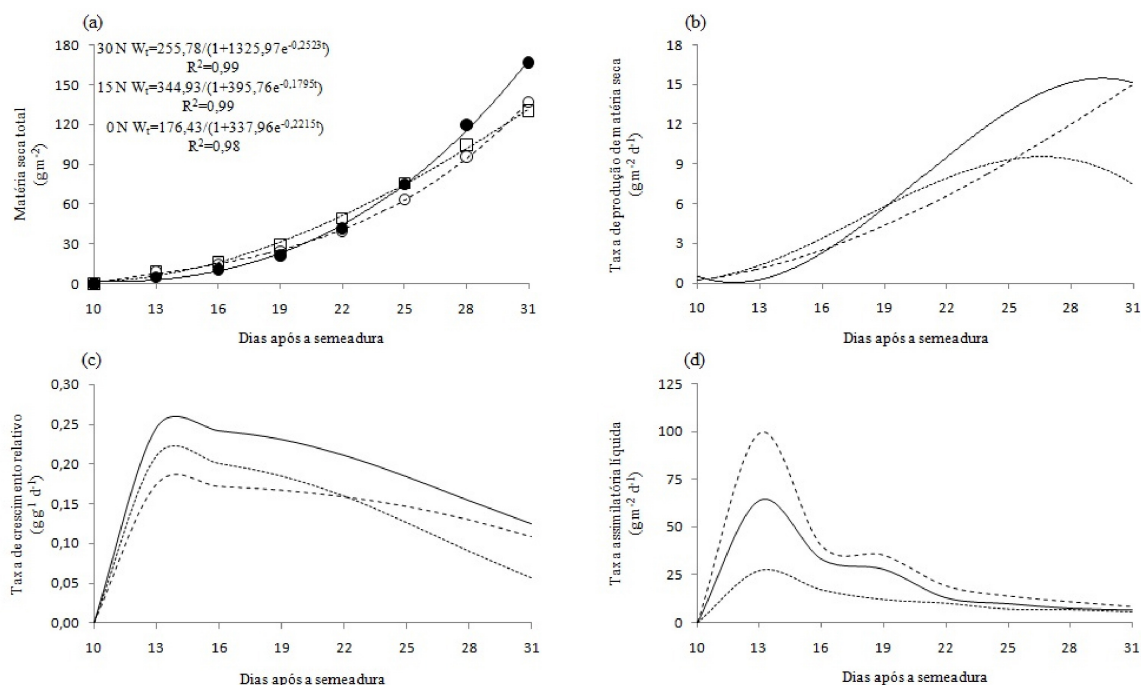 (a)
Matéria seca total
(g m⁻²)
180
150
120
90
60
30
0
30 N Wₜ=255,78/(1+1325,97e⁻⁰,²⁵²³ᵗ)
R²=0,99
15 N Wₜ=344,93/(1+395,76e⁻⁰,¹⁷⁹⁵ᵗ)
R²=0,99
0 N Wₜ=176,43/(1+337,96e⁻⁰,²²¹⁵ᵗ)
R²=0,98
10 13 16 19 22 25 28 31
Dias após a semeadura
(b)
Taxa de produção de matéria seca
(g m⁻² d⁻¹)
18
15
12
9
6
3
0
10 13 16 19 22 25 28 31
Dias após a semeadura
(c)
Taxa de crescimento relativo
(g g⁻¹ d⁻¹)
0,30
0,25
0,20
0,15
0,10
0,05
0,00
10 13 16 19 22 25 28 31
Dias após a semeadura
(d)
Taxa assimilatória líquida
(g m⁻² d⁻¹)
125
100
75
50
25
0
10 13 16 19 22 25 28 31
Dias após a semeadura